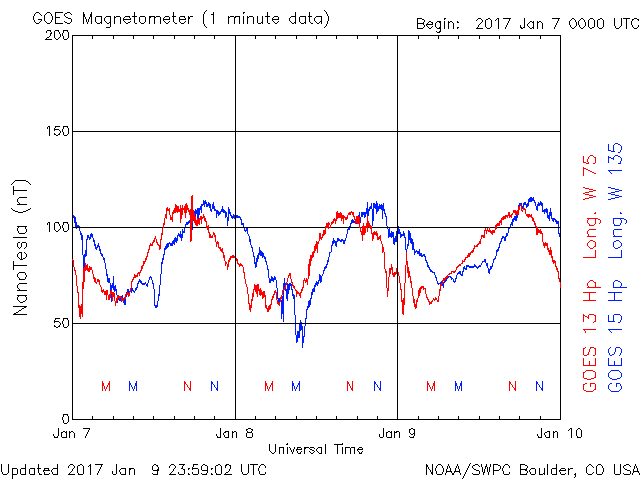 GOES Magnetometer (1 minute data)
Begin: 2017 Jan 7 0000 UTC
200
150
100
50
0
NanoTesla (nT)
M M N N M M N N M M N N
Jan 7 Jan 8 Jan 9 Jan 10
Universal Time
GOES 13 Hp Long. W 75
GOES 15 Hp Long. W 135
Updated 2017 Jan 9 23:59:02 UTC
NOAA/SWPC Boulder, CO USA